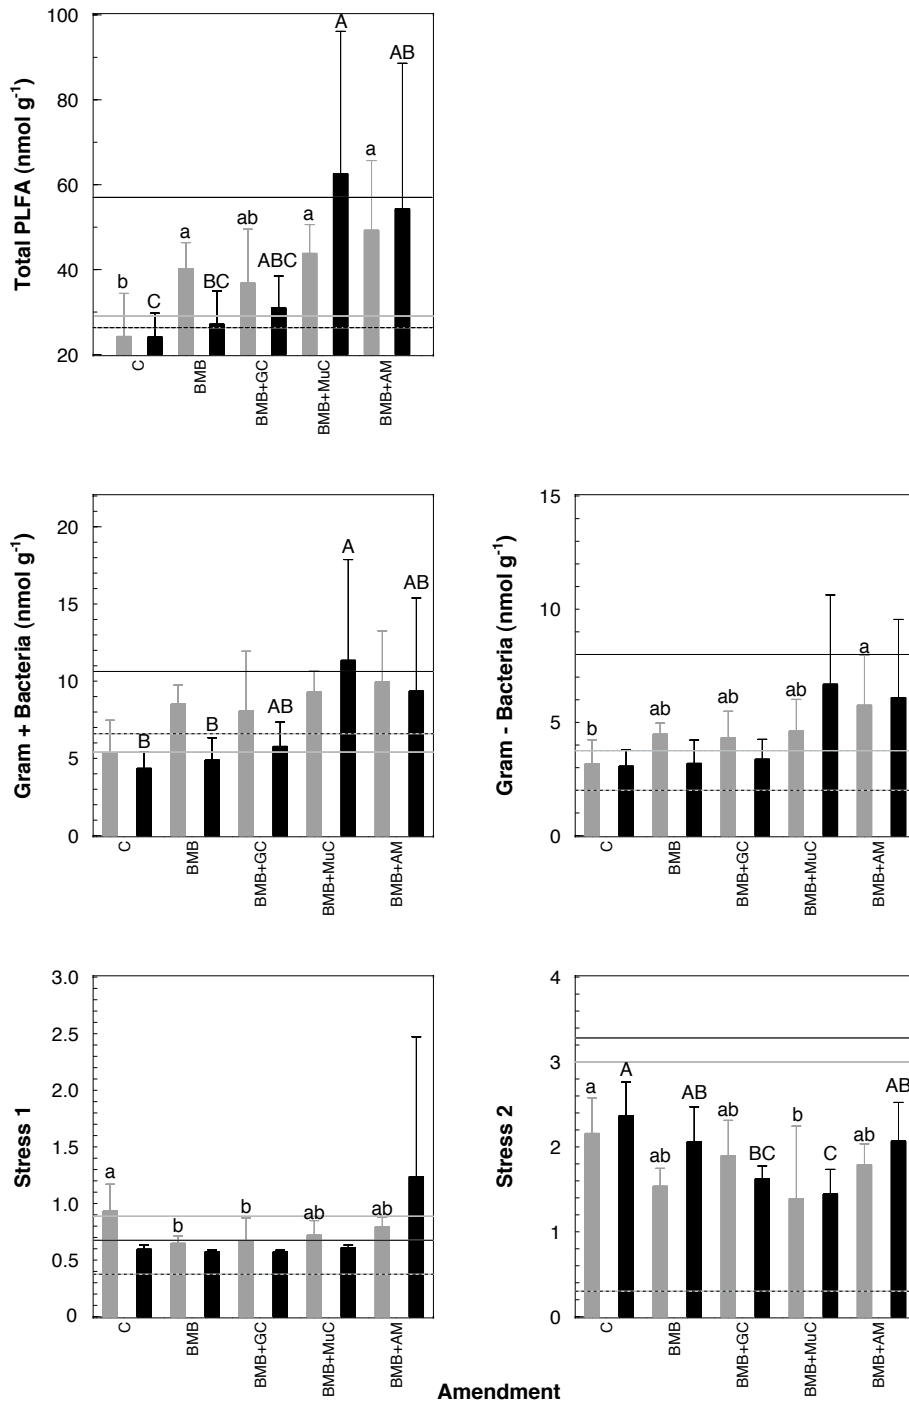 Total PLFA (nmol g⁻¹)
100
80
60
40
20
b
C
a
BC
ab
ABC
a
A
a
AB
C
BMB
BMB+GC
BMB+MuC
BMB+AM
Gram + Bacteria (nmol g⁻¹)
20
15
10
5
0
B
B
AB
A
AB
C
BMB
BMB+GC
BMB+MuC
BMB+AM
Gram - Bacteria (nmol g⁻¹)
15
10
5
0
b
ab
ab
ab
a
C
BMB
BMB+GC
BMB+MuC
BMB+AM
Stress 1
3.0
2.5
2.0
1.5
1.0
0.5
0
a
b
b
ab
ab
C
BMB
BMB+GC
BMB+MuC
BMB+AM
Stress 2
4
3
2
1
0
a
A
ab
AB
ab
BC
b
C
ab
AB
C
BMB
BMB+GC
BMB+MuC
BMB+AM
Amendment